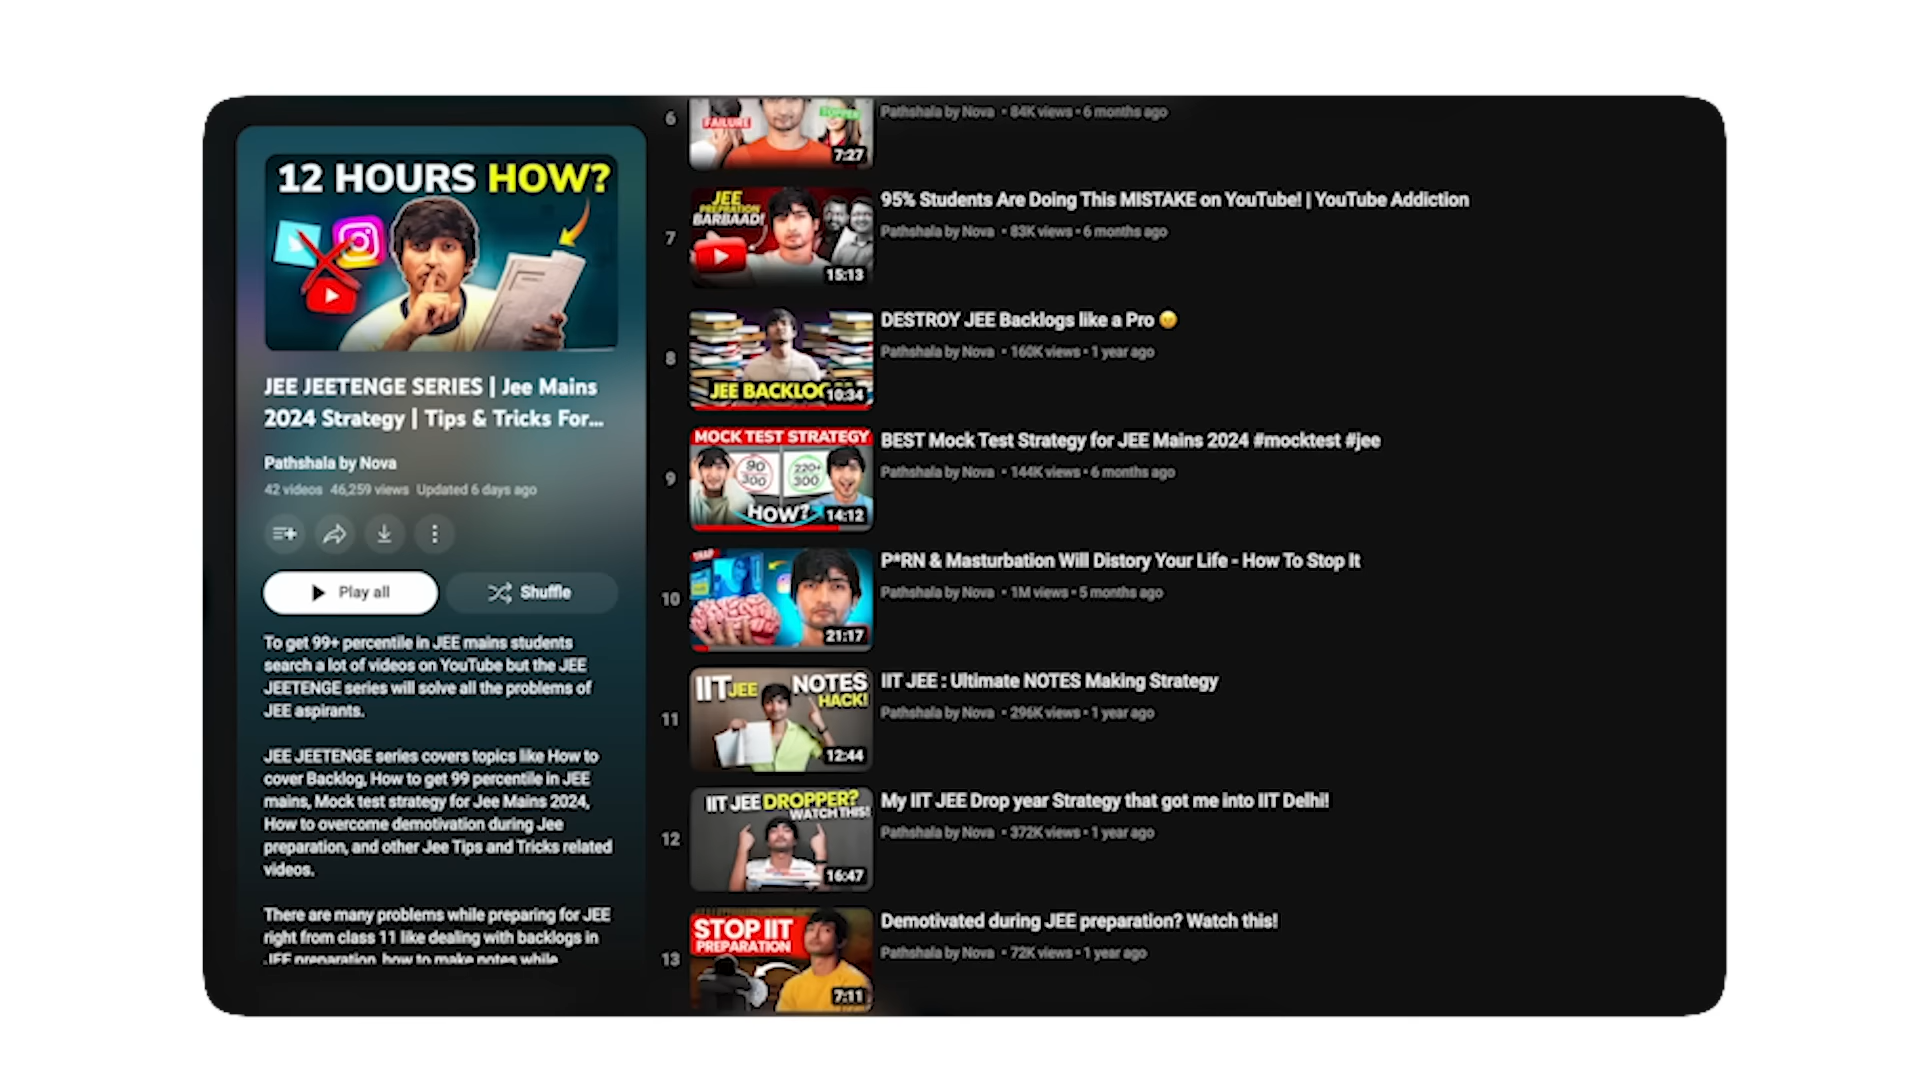 12 HOURS HOW?
JEE JEETENGE SERIES | Jee Mains
2024 Strategy | Tips & Tricks For...
Pathshala by Nova
42 videos 46,259 views Updated 6 days ago
Play all
Shuffle
To get 99+ percentile in JEE mains students
search a lot of videos on YouTube but the JEE
JEETENGE series will solve all the problems of
JEE aspirants.
JEE JEETENGE series covers topics like How to
cover Backlog, How to get 99 percentile in JEE
mains, Mock test strategy for Jee Mains 2024,
How to overcome demotivation during Jee
preparation, and other Jee Tips and Tricks related
videos.
There are many problems while preparing for JEE
right from class 11 like dealing with backlogs in
JEE preparation, how to make notes while
6
FAILURE
TOPPER
7:27
Pathshala by Nova • 84K views • 6 months ago
7
JEE
PREPARATION
BARBAAD!
15:13
95% Students Are Doing This MISTAKE on YouTube! | YouTube Addiction
Pathshala by Nova • 83K views • 6 months ago
8
JEE BACKLOG
10:34
DESTROY JEE Backlogs like a Pro 😠
Pathshala by Nova • 160K views • 1 year ago
9
MOCK TEST STRATEGY
90
300
220+
300
HOW?
14:12
BEST Mock Test Strategy for JEE Mains 2024 #mocktest #jee
Pathshala by Nova • 144K views • 6 months ago
10
21:17
P*RN & Masturbation Will Distory Your Life - How To Stop It
Pathshala by Nova • 1M views • 5 months ago
11
IIT JEE NOTES
HACK!
12:44
IIT JEE : Ultimate NOTES Making Strategy
Pathshala by Nova • 296K views • 1 year ago
12
IIT JEE DROPPER?
WATCH THIS!
16:47
My IIT JEE Drop year Strategy that got me into IIT Delhi!
Pathshala by Nova • 372K views • 1 year ago
13
STOP IIT
PREPARATION
7:11
Demotivated during JEE preparation? Watch this!
Pathshala by Nova • 72K views • 1 year ago